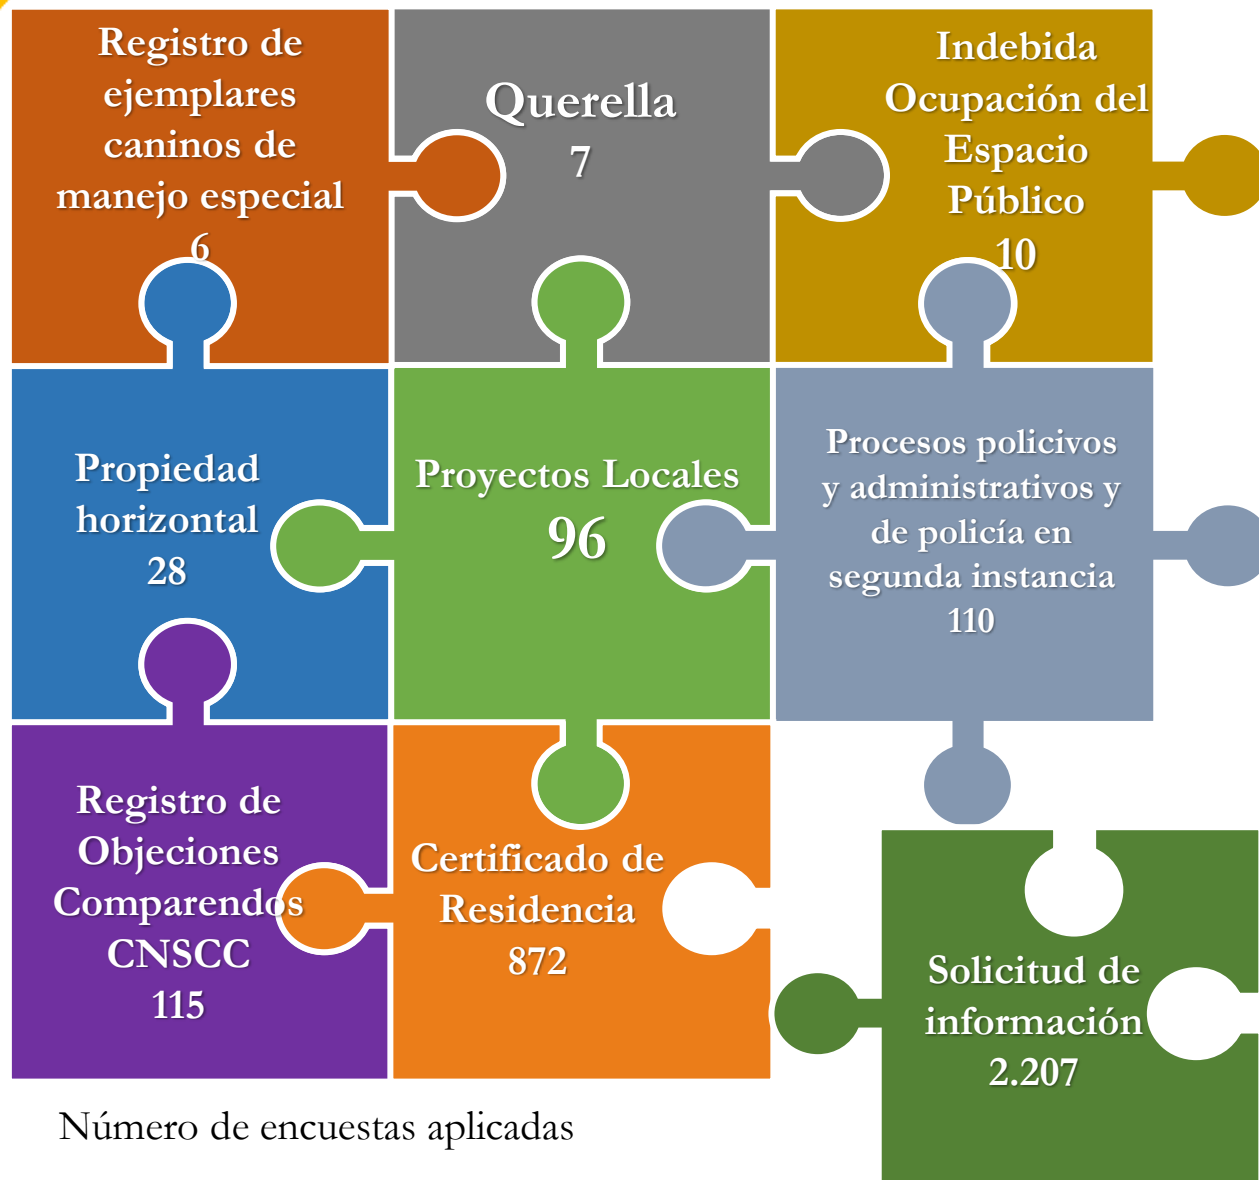 Registro de
ejemplares
caninos de
manejo especial
6
Querella
7
Indebida
Ocupación del
Espacio
Público
10
Propiedad
horizontal
28
Proyectos Locales
96
Procesos policivos
y administrativos y
de policía en
segunda instancia
110
Registro de
Objeciones
Comparendos
CNSCC
115
Certificado de
Residencia
872
Solicitud de
información
2.207
Número de encuestas aplicadas